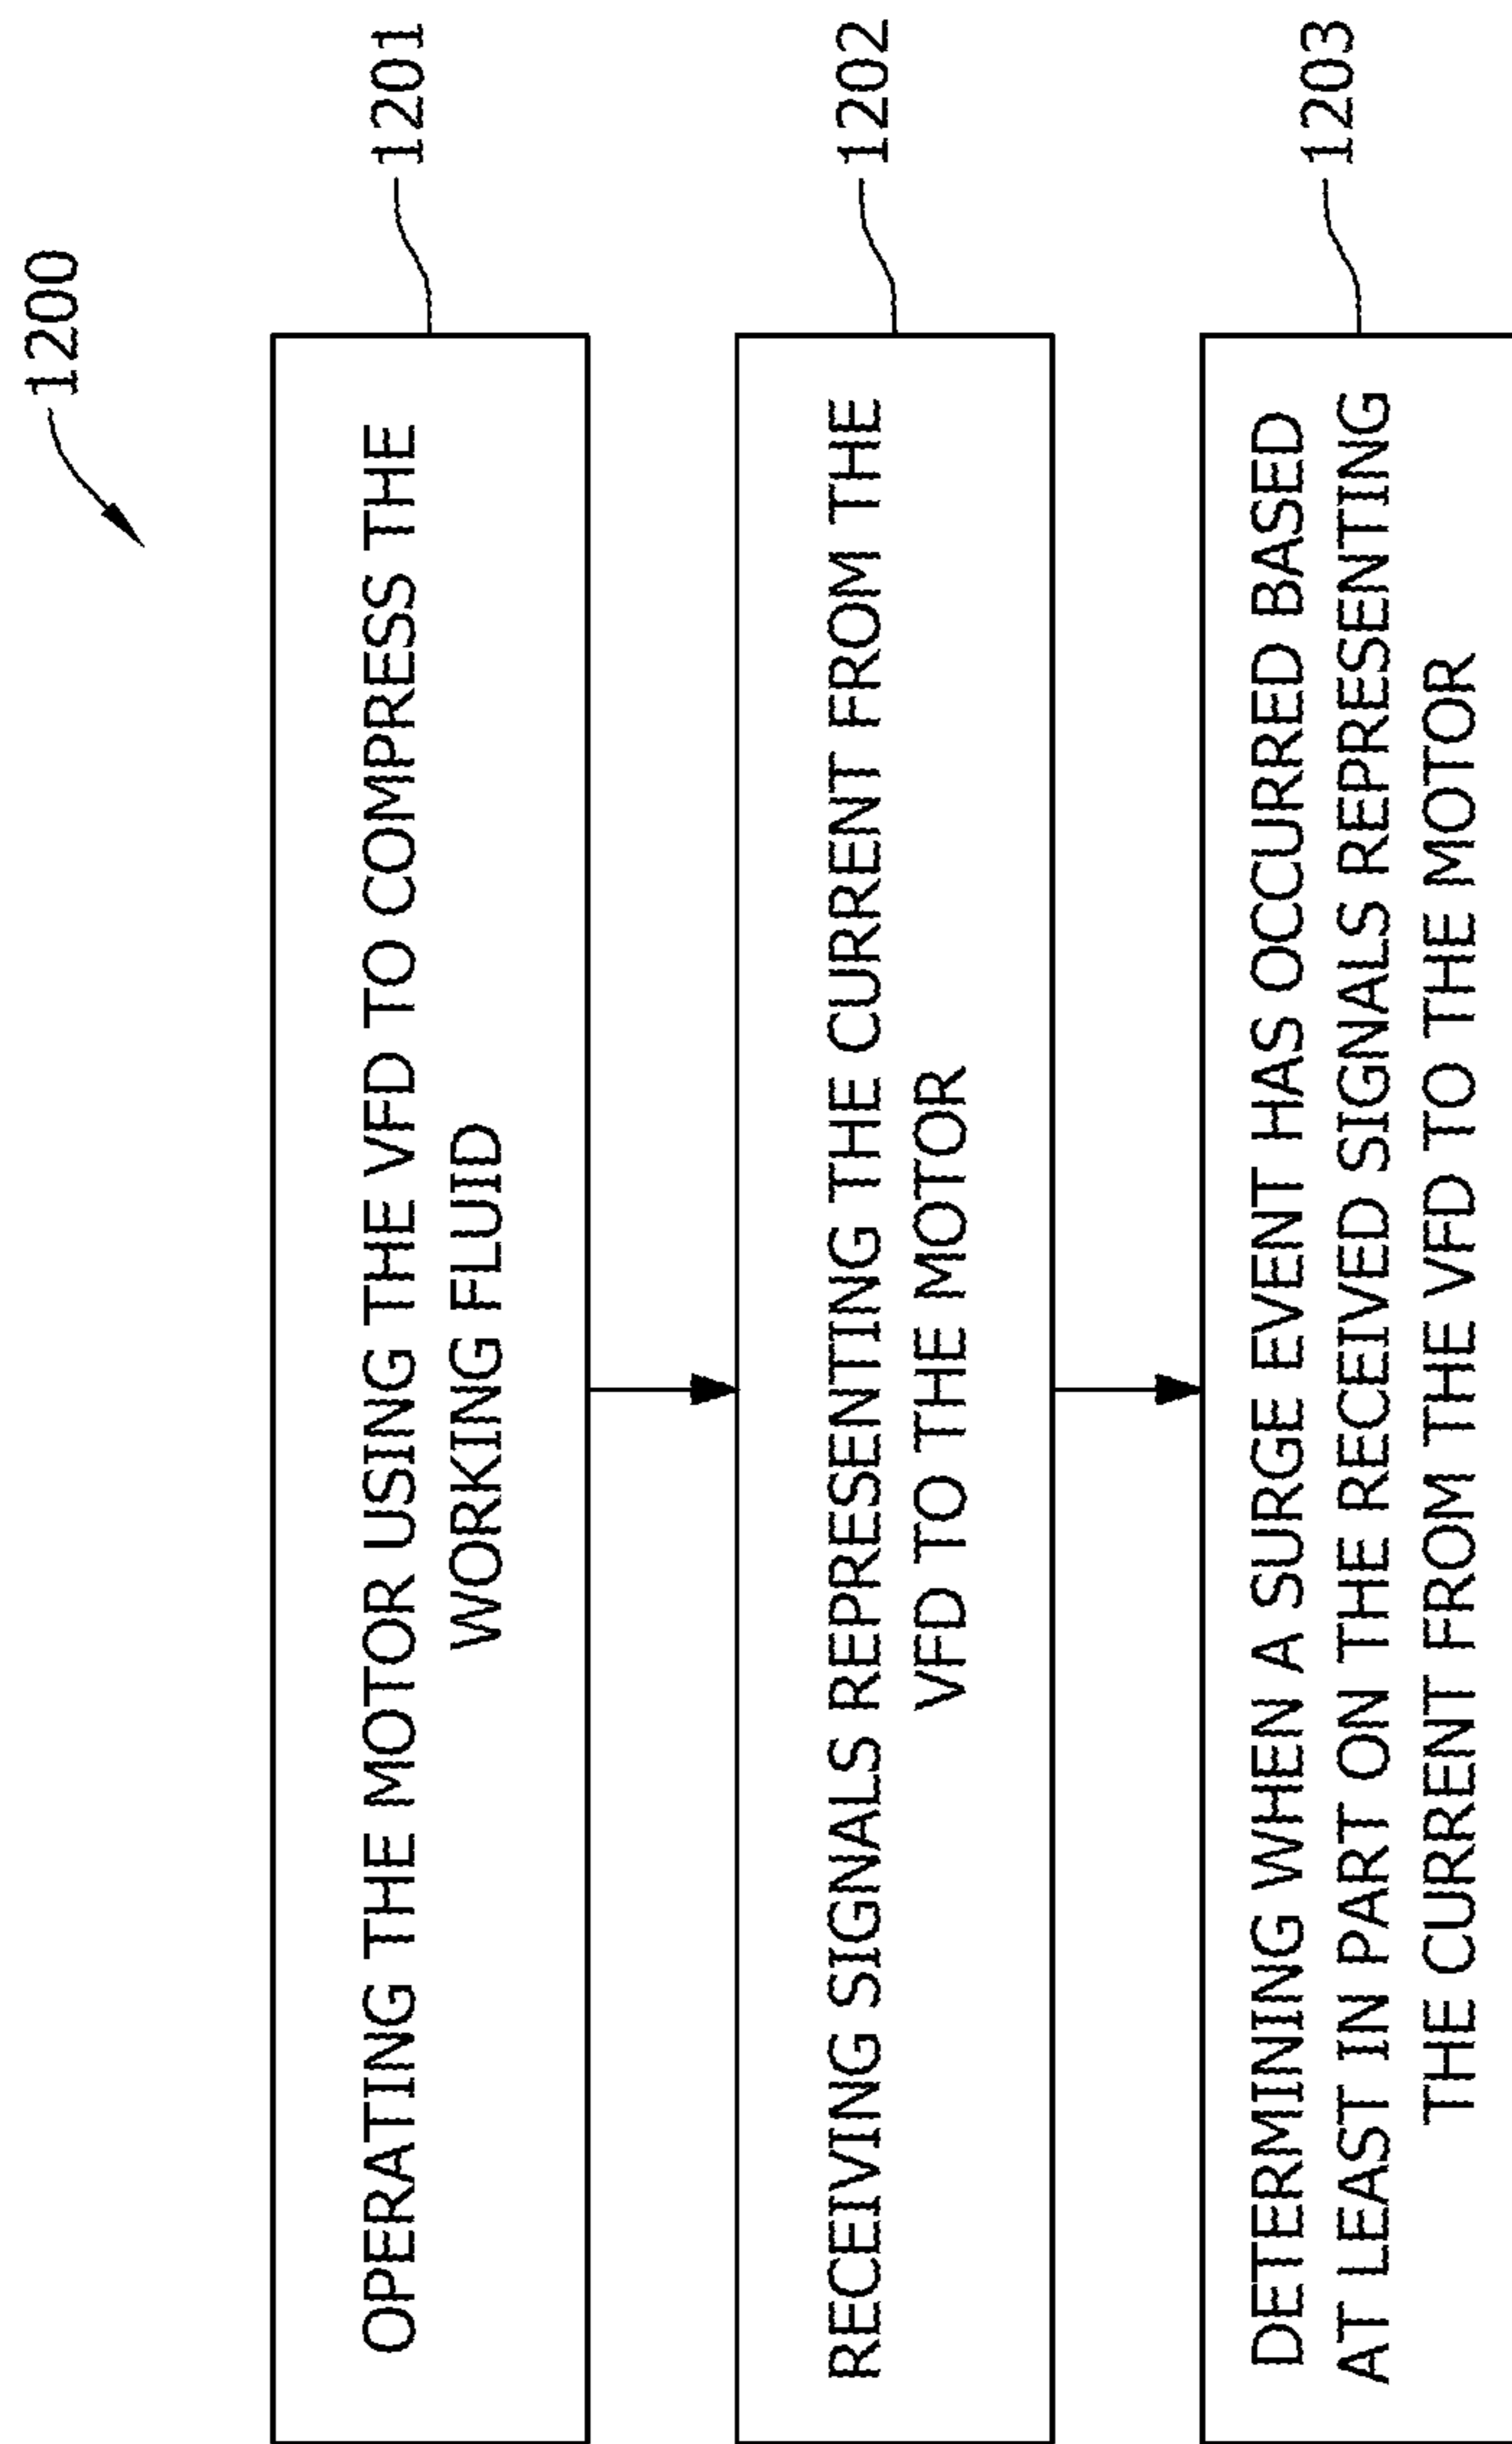 1200
OPERATING THE MOTOR USING THE VFD TO COMPRESS THE
WORKING FLUID
1201
RECEIVING SIGNALS REPRESENTING THE CURRENT FROM THE
VFD TO THE MOTOR
1202
DETERMINING WHEN A SURGE EVENT HAS OCCURRED BASED
AT LEAST IN PART ON THE RECEIVED SIGNALS REPRESENTING
THE CURRENT FROM THE VFD TO THE MOTOR
1203